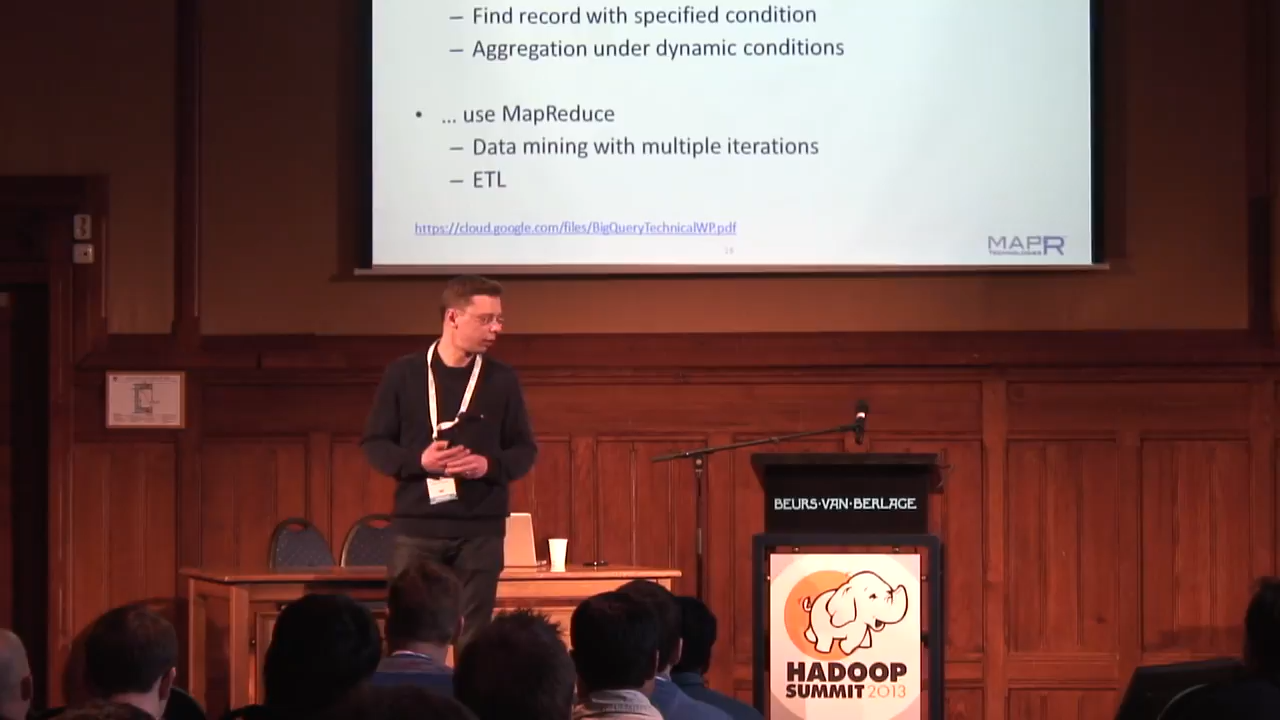 – Find record with specified condition
– Aggregation under dynamic conditions
• ... use MapReduce
– Data mining with multiple iterations
– ETL
https://cloud.google.com/files/BigQueryTechnicalWP.pdf
MAPR
TECHNOLOGIES
BEURS·VAN·BERLAGE
HADOOP
SUMMIT 2013